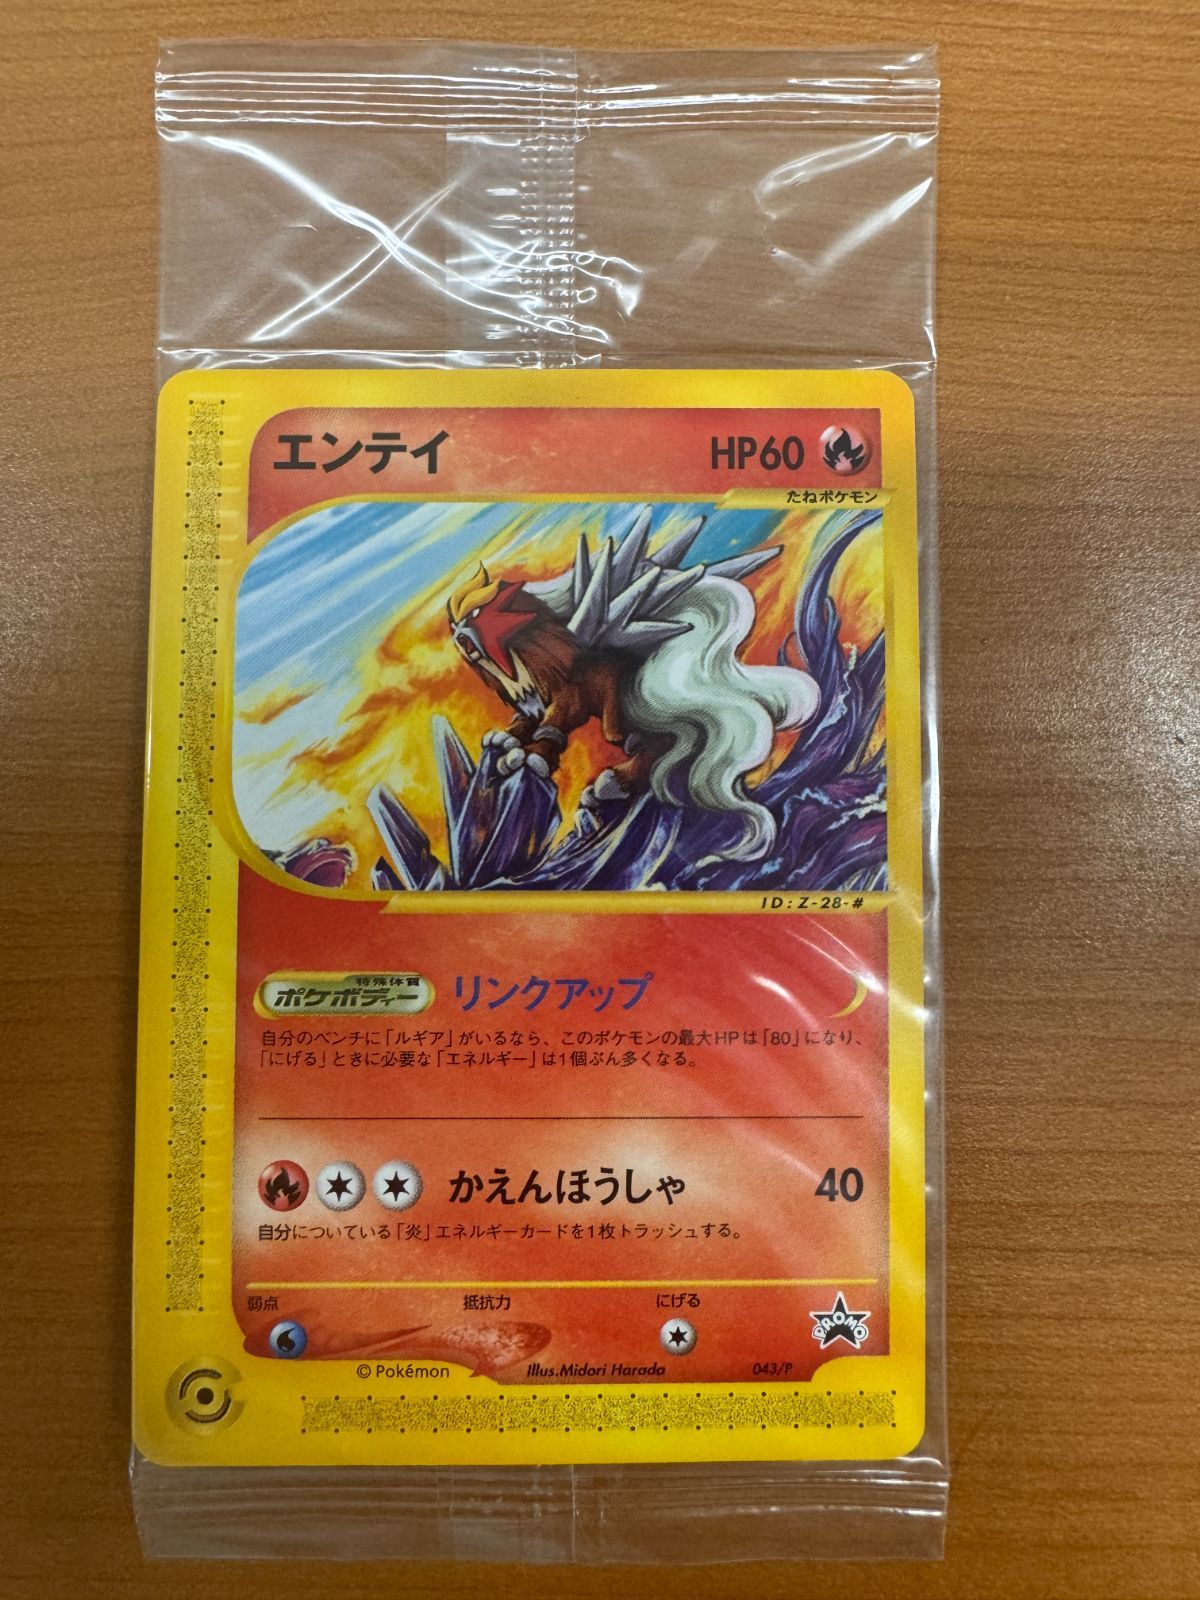 エンテイ HP60
たねポケモン
ID:Z-28-#
特殊体質
ポケボディー リンクアップ
自分のベンチに「ルギア」がいるなら、このポケモンの最大HPは「80」になり、
「にげる」ときに必要な「エネルギー」は1個ぶん多くなる。
かえんほうしゃ 40
自分についている「炎」エネルギーカードを1枚トラッシュする。
弱点 抵抗力 にげる
PROMO
© Pokémon Illus.Midori Harada 043/P